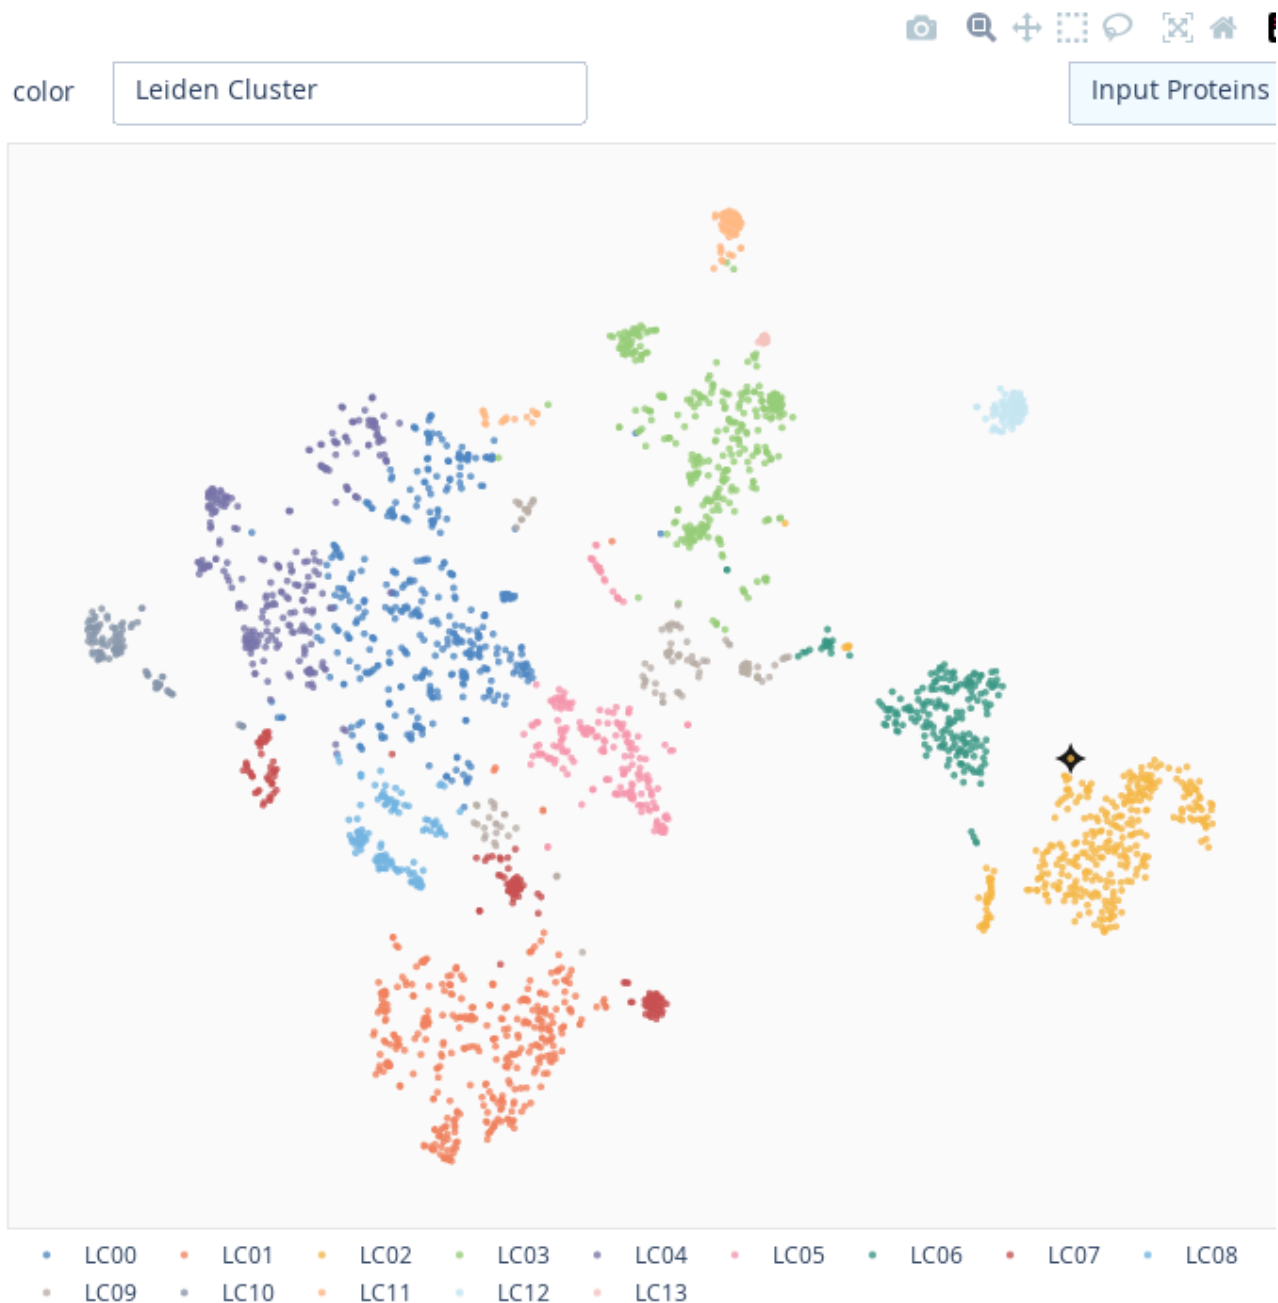 color Leiden Cluster Input Proteins
LC00 LC01 LC02 LC03 LC04 LC05 LC06 LC07 LC08
LC09 LC10 LC11 LC12 LC13